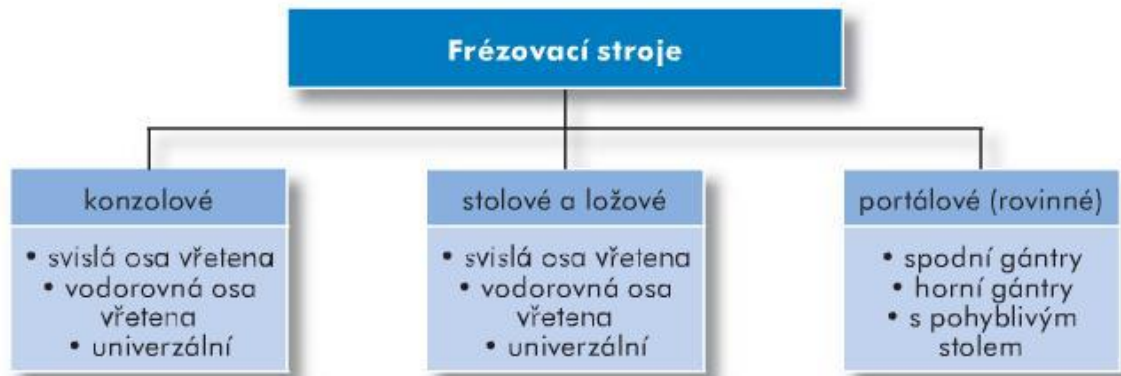 Frézovací stroje
konzolové
• svislá osa vřetena
• vodorovná osa
vřetena
• univerzální
stolové a ložové
• svislá osa vřetena
• vodorovná osa
vřetena
• univerzální
portálové (rovinné)
• spodní gántry
• horní gántry
• s pohyblivým
stolem